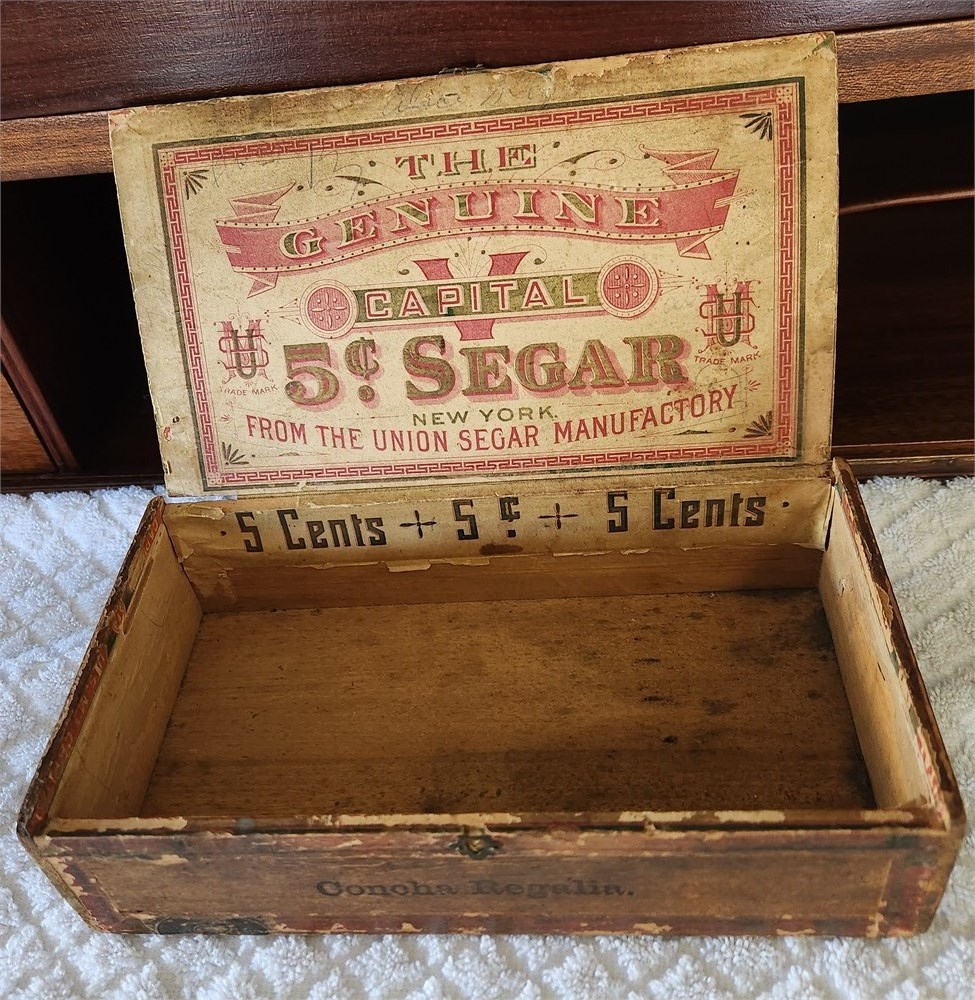 THE
GENUINE
V
CAPITAL
5¢ SEGAR
TRADE MARK
TRADE MARK
NEW YORK.
FROM THE UNION SEGAR MANUFACTORY
· 5 Cents + 5 ¢ + 5 Cents ·
Concha Regalia.